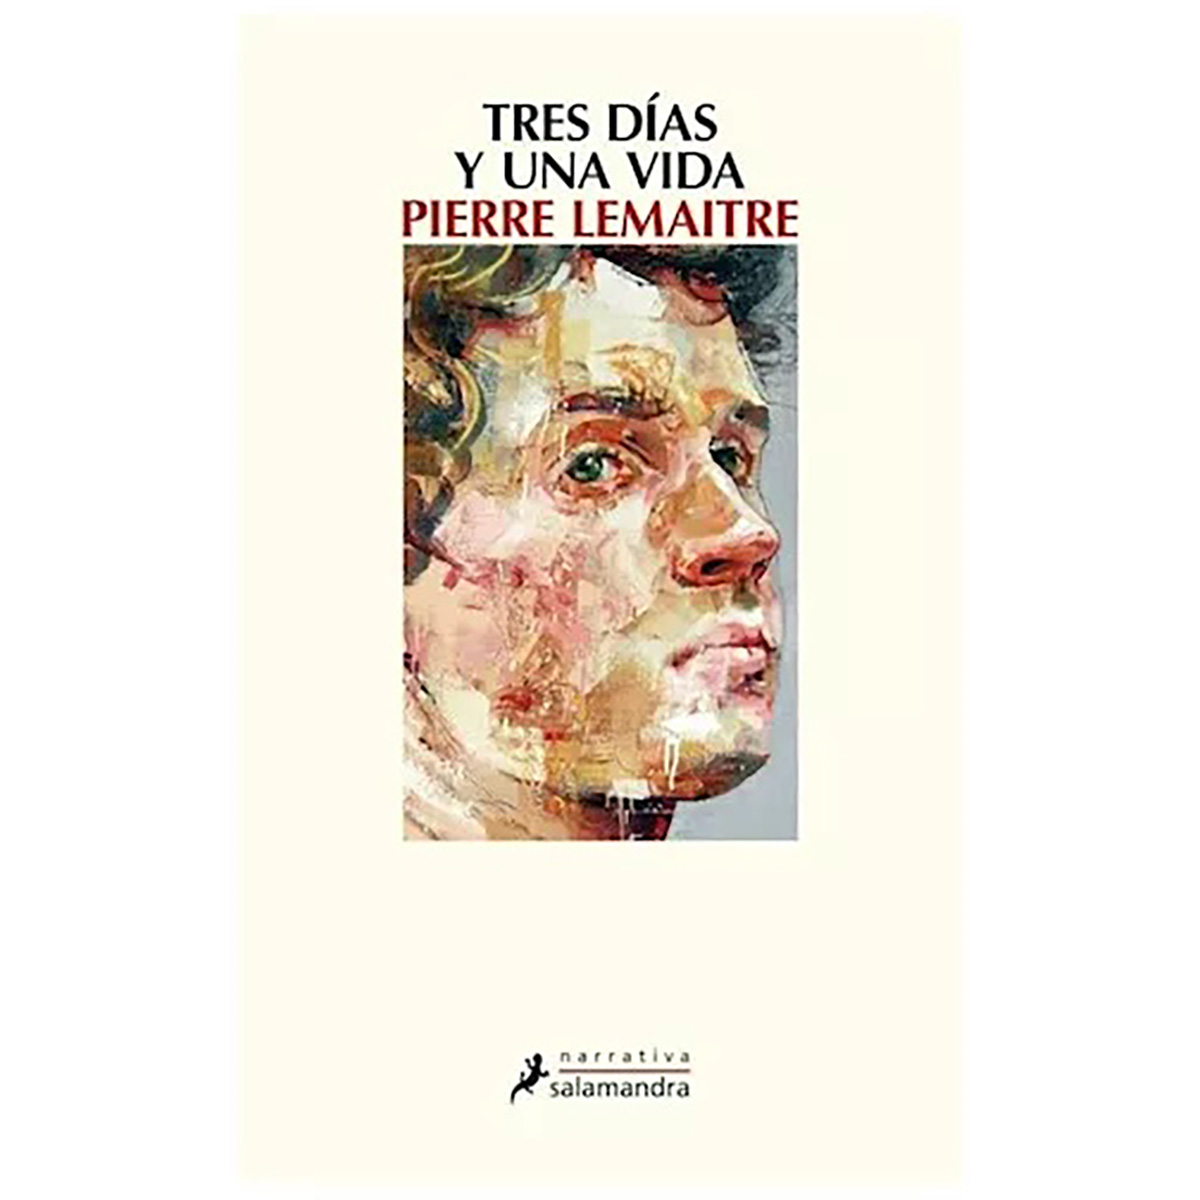 TRES DÍAS
Y UNA VIDA
PIERRE LEMAITRE
narrativa
salamandra